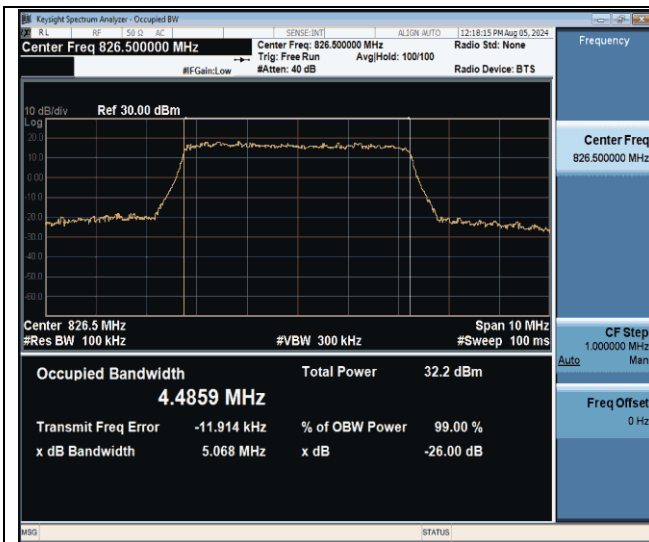 Keysight Spectrum Analyzer - Occupied BW
RL RF 50 Ω AC SENSE:INT ALIGN AUTO 12:18:15 PM Aug 05, 2024
Center Freq 826.500000 MHz
Center Freq: 826.500000 MHz Radio Std: None
Trig: Free Run Avg|Hold: 100/100
#IFGain:Low #Atten: 40 dB Radio Device: BTS
10 dB/div Ref 30.00 dBm
Log
20.0
10.0
0.00
-10.0
-20.0
-30.0
-40.0
-50.0
-60.0
Center 826.5 MHz Span 10 MHz
#Res BW 100 kHz #VBW 300 kHz #Sweep 100 ms
Occupied Bandwidth Total Power 32.2 dBm
4.4859 MHz
Transmit Freq Error -11.914 kHz % of OBW Power 99.00 %
x dB Bandwidth 5.068 MHz x dB -26.00 dB
MSG STATUS
Frequency
Center Freq
826.500000 MHz
CF Step
1.000000 MHz
Auto Man
Freq Offset
0 Hz